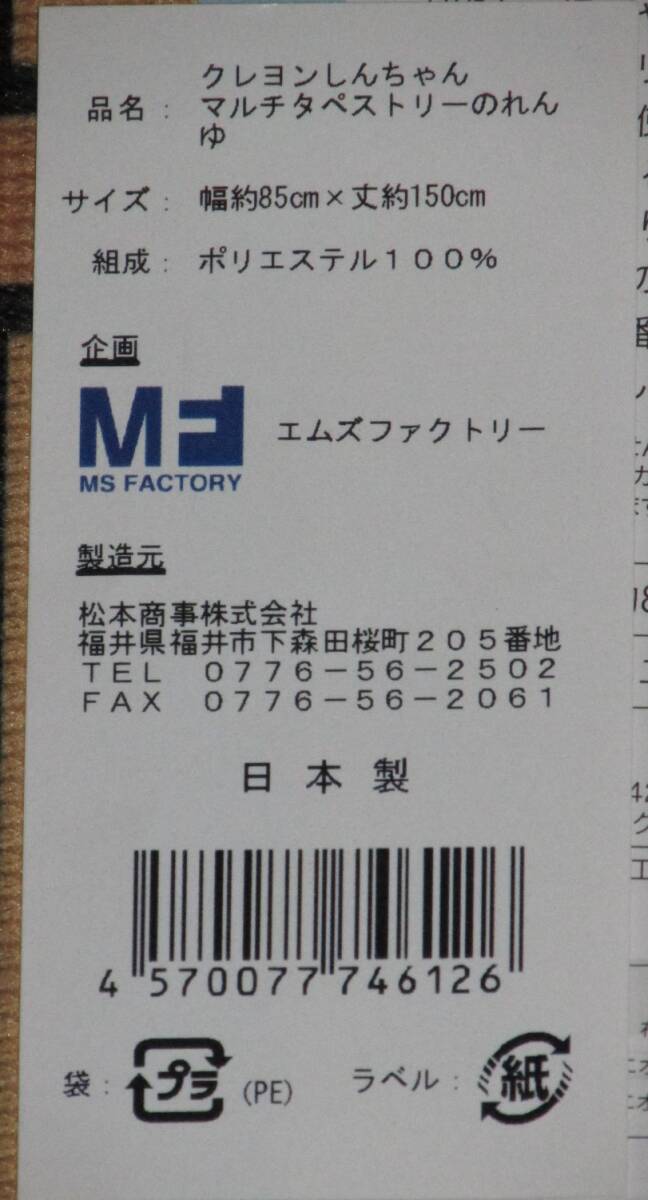 クレヨンしんちゃん
品名： マルチタペストリーのれん
ゆ
サイズ： 幅約85cm×丈約150cm
組成： ポリエステル１００％
企画
MF エムズファクトリー
MS FACTORY
製造元
松本商事株式会社
福井県福井市下森田桜町２０５番地
ＴＥＬ ０７７６－５６－２５０２
ＦＡＸ ０７７６－５６－２０６１
日本製
4 570077 746126
袋： プラ (PE) ラベル： 紙